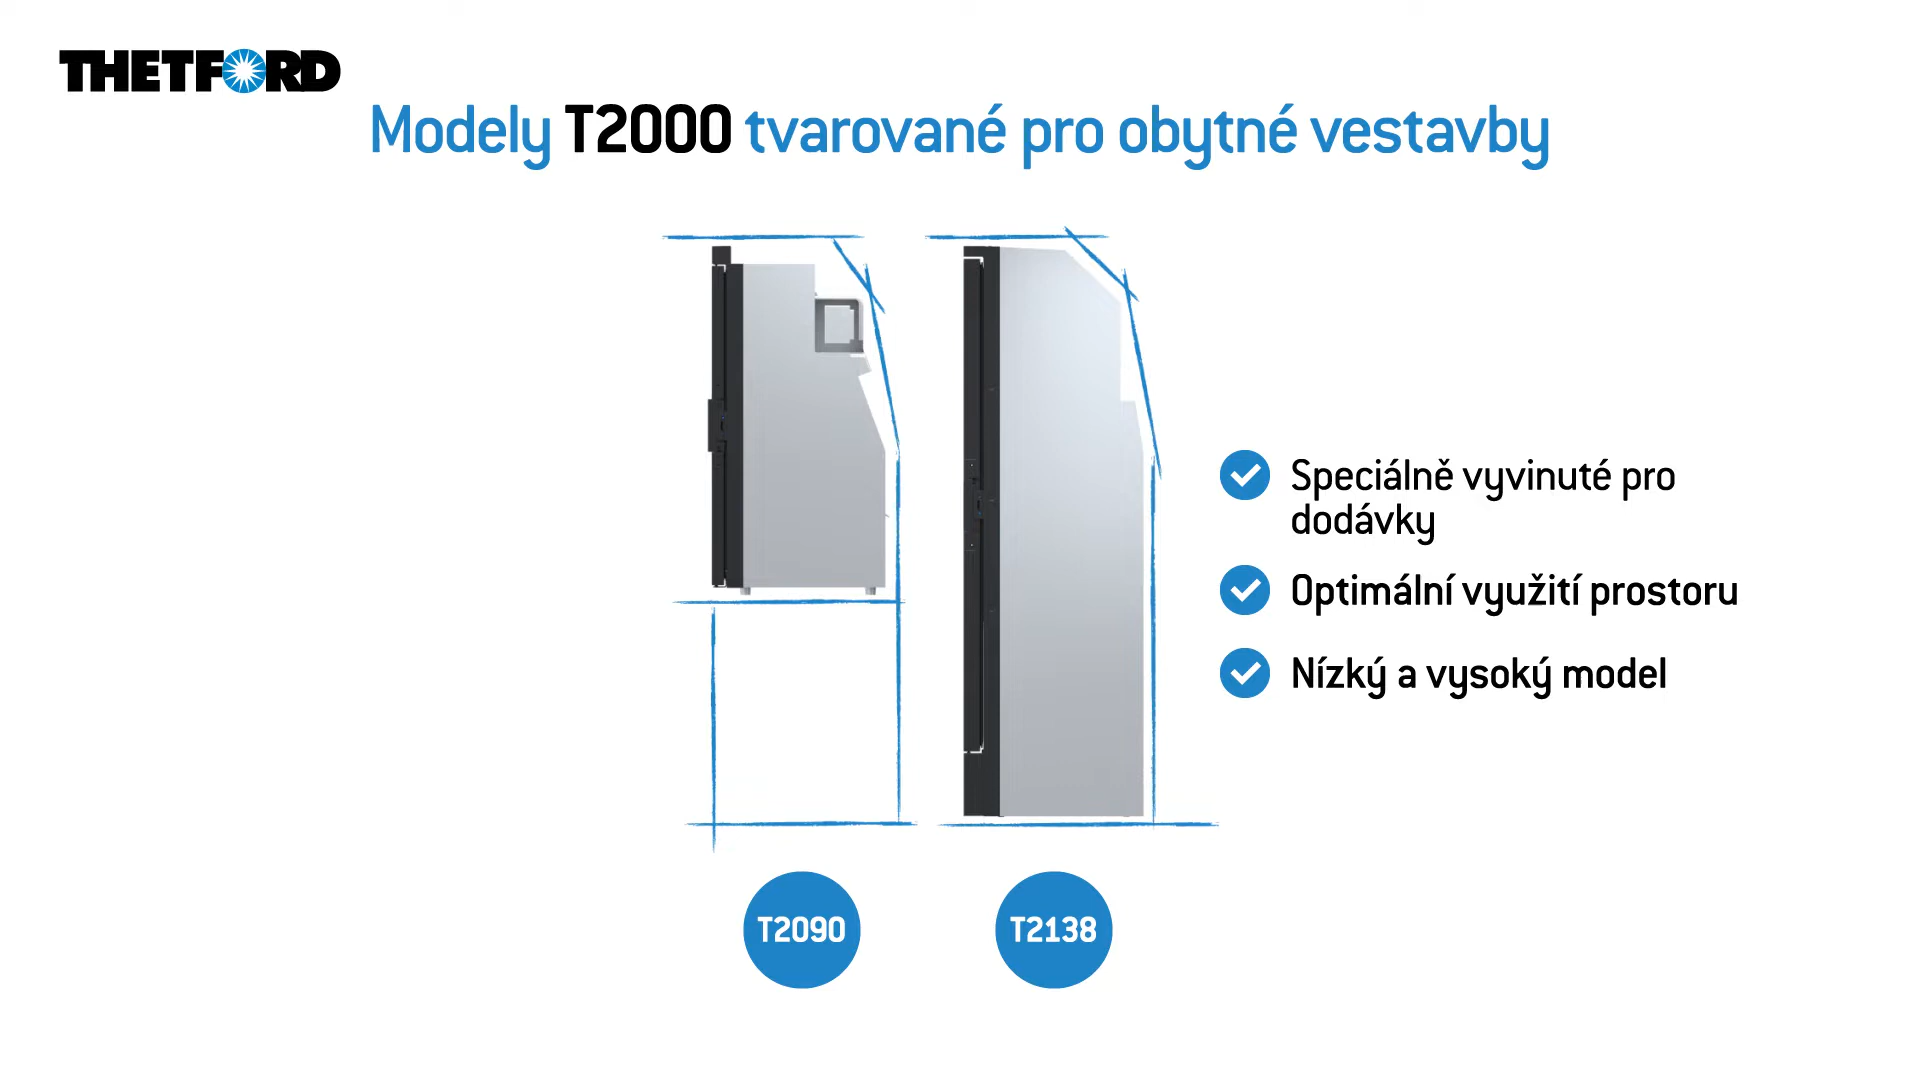 THETFORD
Modely T2000 tvarované pro obytné vestavby
Speciálně vyvinuté pro
dodávky
Optimální využití prostoru
Nízký a vysoký model
T2090
T2138